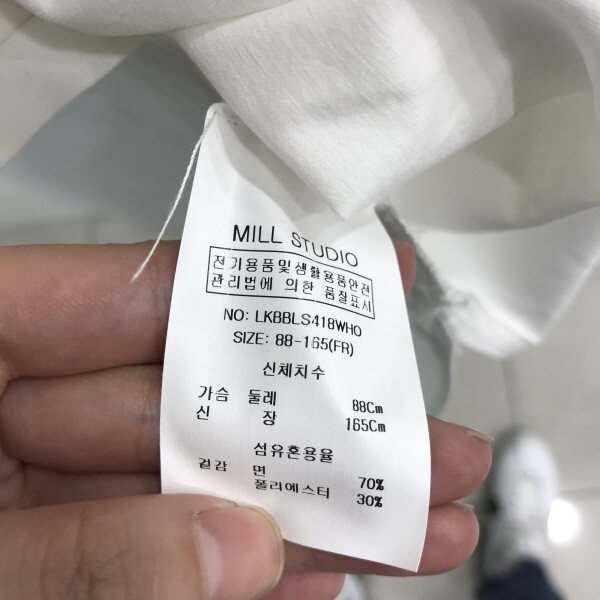 MILL STUDIO
전기용품및생활용품안전
관리법에 의한 품질표시
NO: LKBBLS418WHO
SIZE: 88-165(FR)
신체치수
가슴 둘레 88Cm
신 장 165Cm
섬유혼용율
겉감 면 70%
폴리에스터 30%